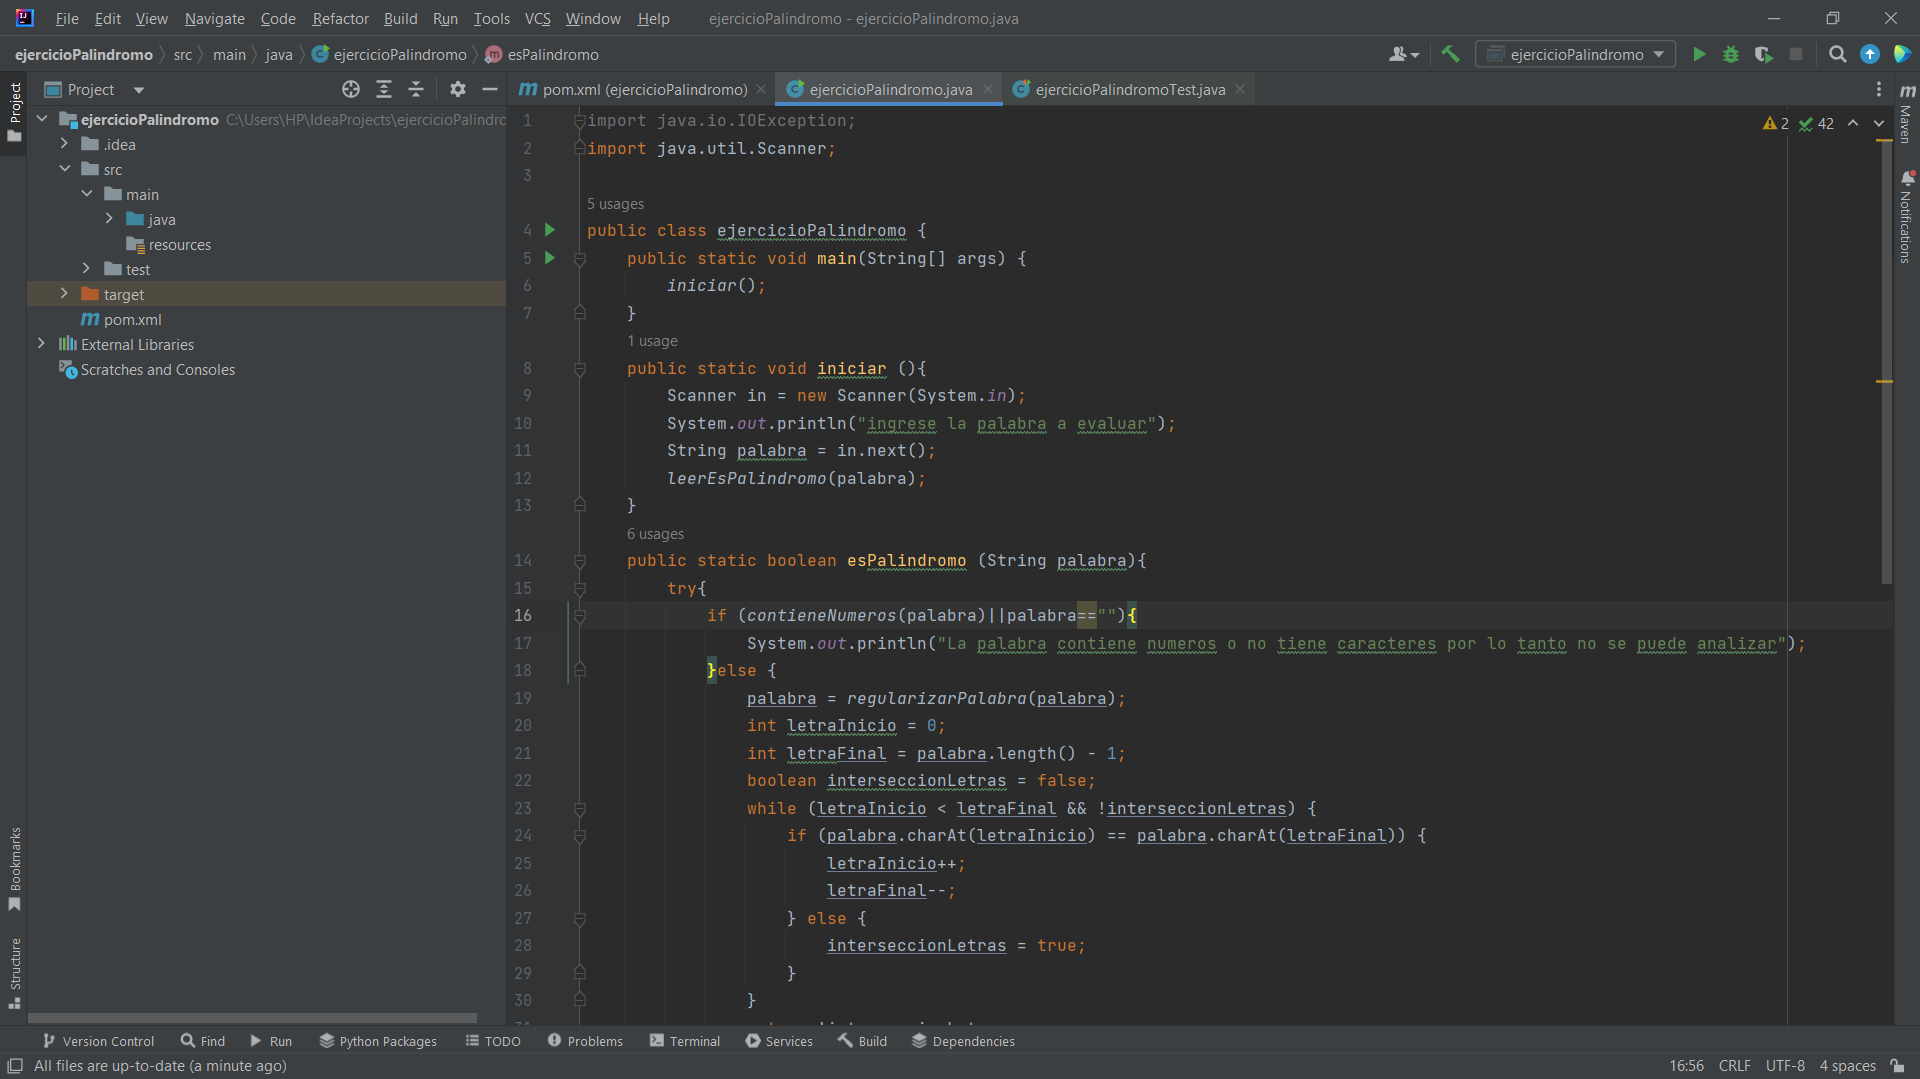 File Edit View Navigate Code Refactor Build Run Tools VCS Window Help ejercicioPalindromo - ejercicioPalindromo.java
ejercicioPalindromo src main java ejercicioPalindromo esPalindromo ejercicioPalindromo
Project
Project
ejercicioPalindromo C:\Users\HP\IdeaProjects\ejercicioPalindro
.idea
src
main
java
resources
test
target
pom.xml
External Libraries
Scratches and Consoles
Bookmarks
Structure
pom.xml (ejercicioPalindromo) ejercicioPalindromo.java ejercicioPalindromoTest.java
2 42
1 import java.io.IOException;
2 import java.util.Scanner;
3
5 usages
4 public class ejercicioPalindromo {
5 public static void main(String[] args) {
6 iniciar();
7 }
1 usage
8 public static void iniciar (){
9 Scanner in = new Scanner(System.in);
10 System.out.println("ingrese la palabra a evaluar");
11 String palabra = in.next();
12 leerEsPalindromo(palabra);
13 }
6 usages
14 public static boolean esPalindromo (String palabra){
15 try{
16 if (contieneNumeros(palabra)||palabra==""){
17 System.out.println("La palabra contiene numeros o no tiene caracteres por lo tanto no se puede analizar");
18 }else {
19 palabra = regularizarPalabra(palabra);
20 int letraInicio = 0;
21 int letraFinal = palabra.length() - 1;
22 boolean interseccionLetras = false;
23 while (letraInicio < letraFinal && !interseccionLetras) {
24 if (palabra.charAt(letraInicio) == palabra.charAt(letraFinal)) {
25 letraInicio++;
26 letraFinal--;
27 } else {
28 interseccionLetras = true;
29 }
30 }
m
Maven
Notifications
Version Control Find Run Python Packages TODO Problems Terminal Services Build Dependencies
All files are up-to-date (a minute ago) 16:56 CRLF UTF-8 4 spaces